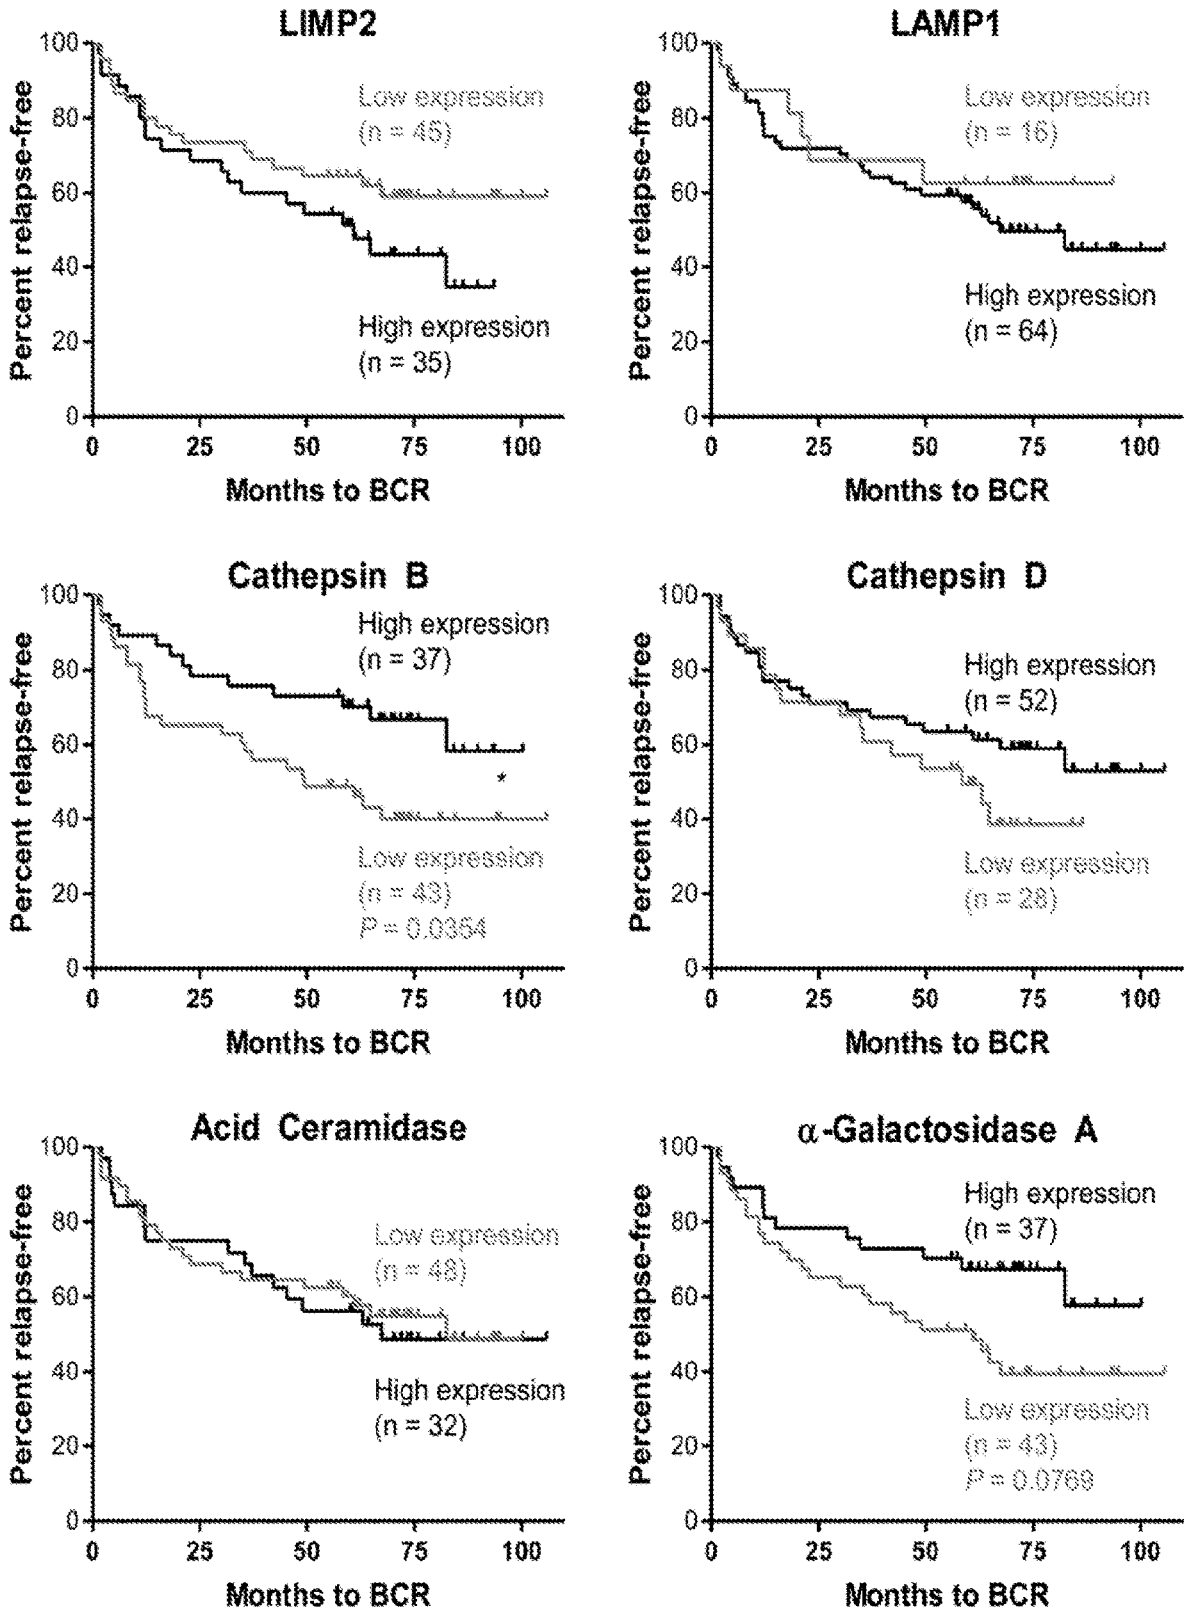 LIMP2
Percent relapse-free
100
80
60
40
20
0
Low expression
(n = 45)
High expression
(n = 35)
0 25 50 75 100
Months to BCR
LAMP1
Percent relapse-free
100
80
60
40
20
0
Low expression
(n = 16)
High expression
(n = 64)
0 25 50 75 100
Months to BCR
Cathepsin B
Percent relapse-free
100
80
60
40
20
0
High expression
(n = 37)
*
Low expression
(n = 43)
P = 0.0354
0 25 50 75 100
Months to BCR
Cathepsin D
Percent relapse-free
100
80
60
40
20
0
High expression
(n = 52)
Low expression
(n = 28)
0 25 50 75 100
Months to BCR
Acid Ceramidase
Percent relapse-free
100
80
60
40
20
0
Low expression
(n = 48)
High expression
(n = 32)
0 25 50 75 100
Months to BCR
α-Galactosidase A
Percent relapse-free
100
80
60
40
20
0
High expression
(n = 37)
Low expression
(n = 43)
P = 0.0769
0 25 50 75 100
Months to BCR